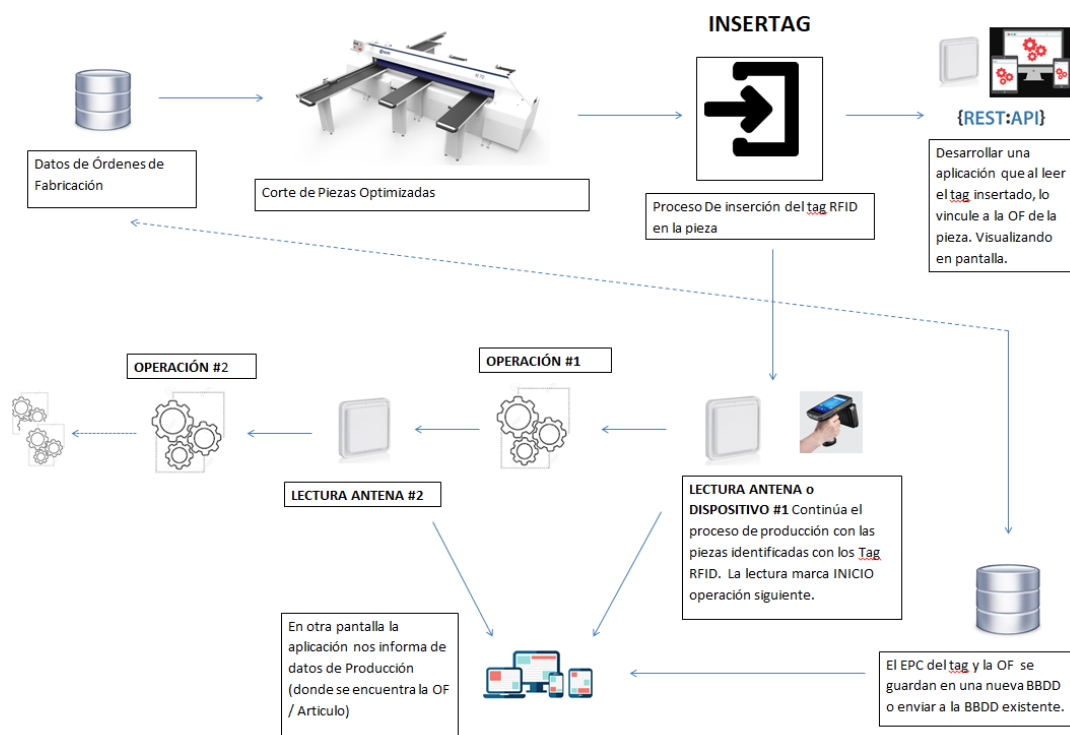 INSERTAG
{REST:API}
Datos de Órdenes de
Fabricación
Corte de Piezas Optimizadas
Proceso De inserción del tag RFID
en la pieza
Desarrollar una
aplicación que al leer
el tag insertado, lo
vincule a la OF de la
pieza. Visualizando
en pantalla.
OPERACIÓN #2
OPERACIÓN #1
LECTURA ANTENA #2
LECTURA ANTENA o
DISPOSITIVO #1 Continúa el
proceso de producción con las
piezas identificadas con los Tag
RFID. La lectura marca INICIO
operación siguiente.
En otra pantalla la
aplicación nos informa de
datos de Producción
(donde se encuentra la OF
/ Articulo)
El EPC del tag y la OF se
guardan en una nueva BBDD
o enviar a la BBDD existente.